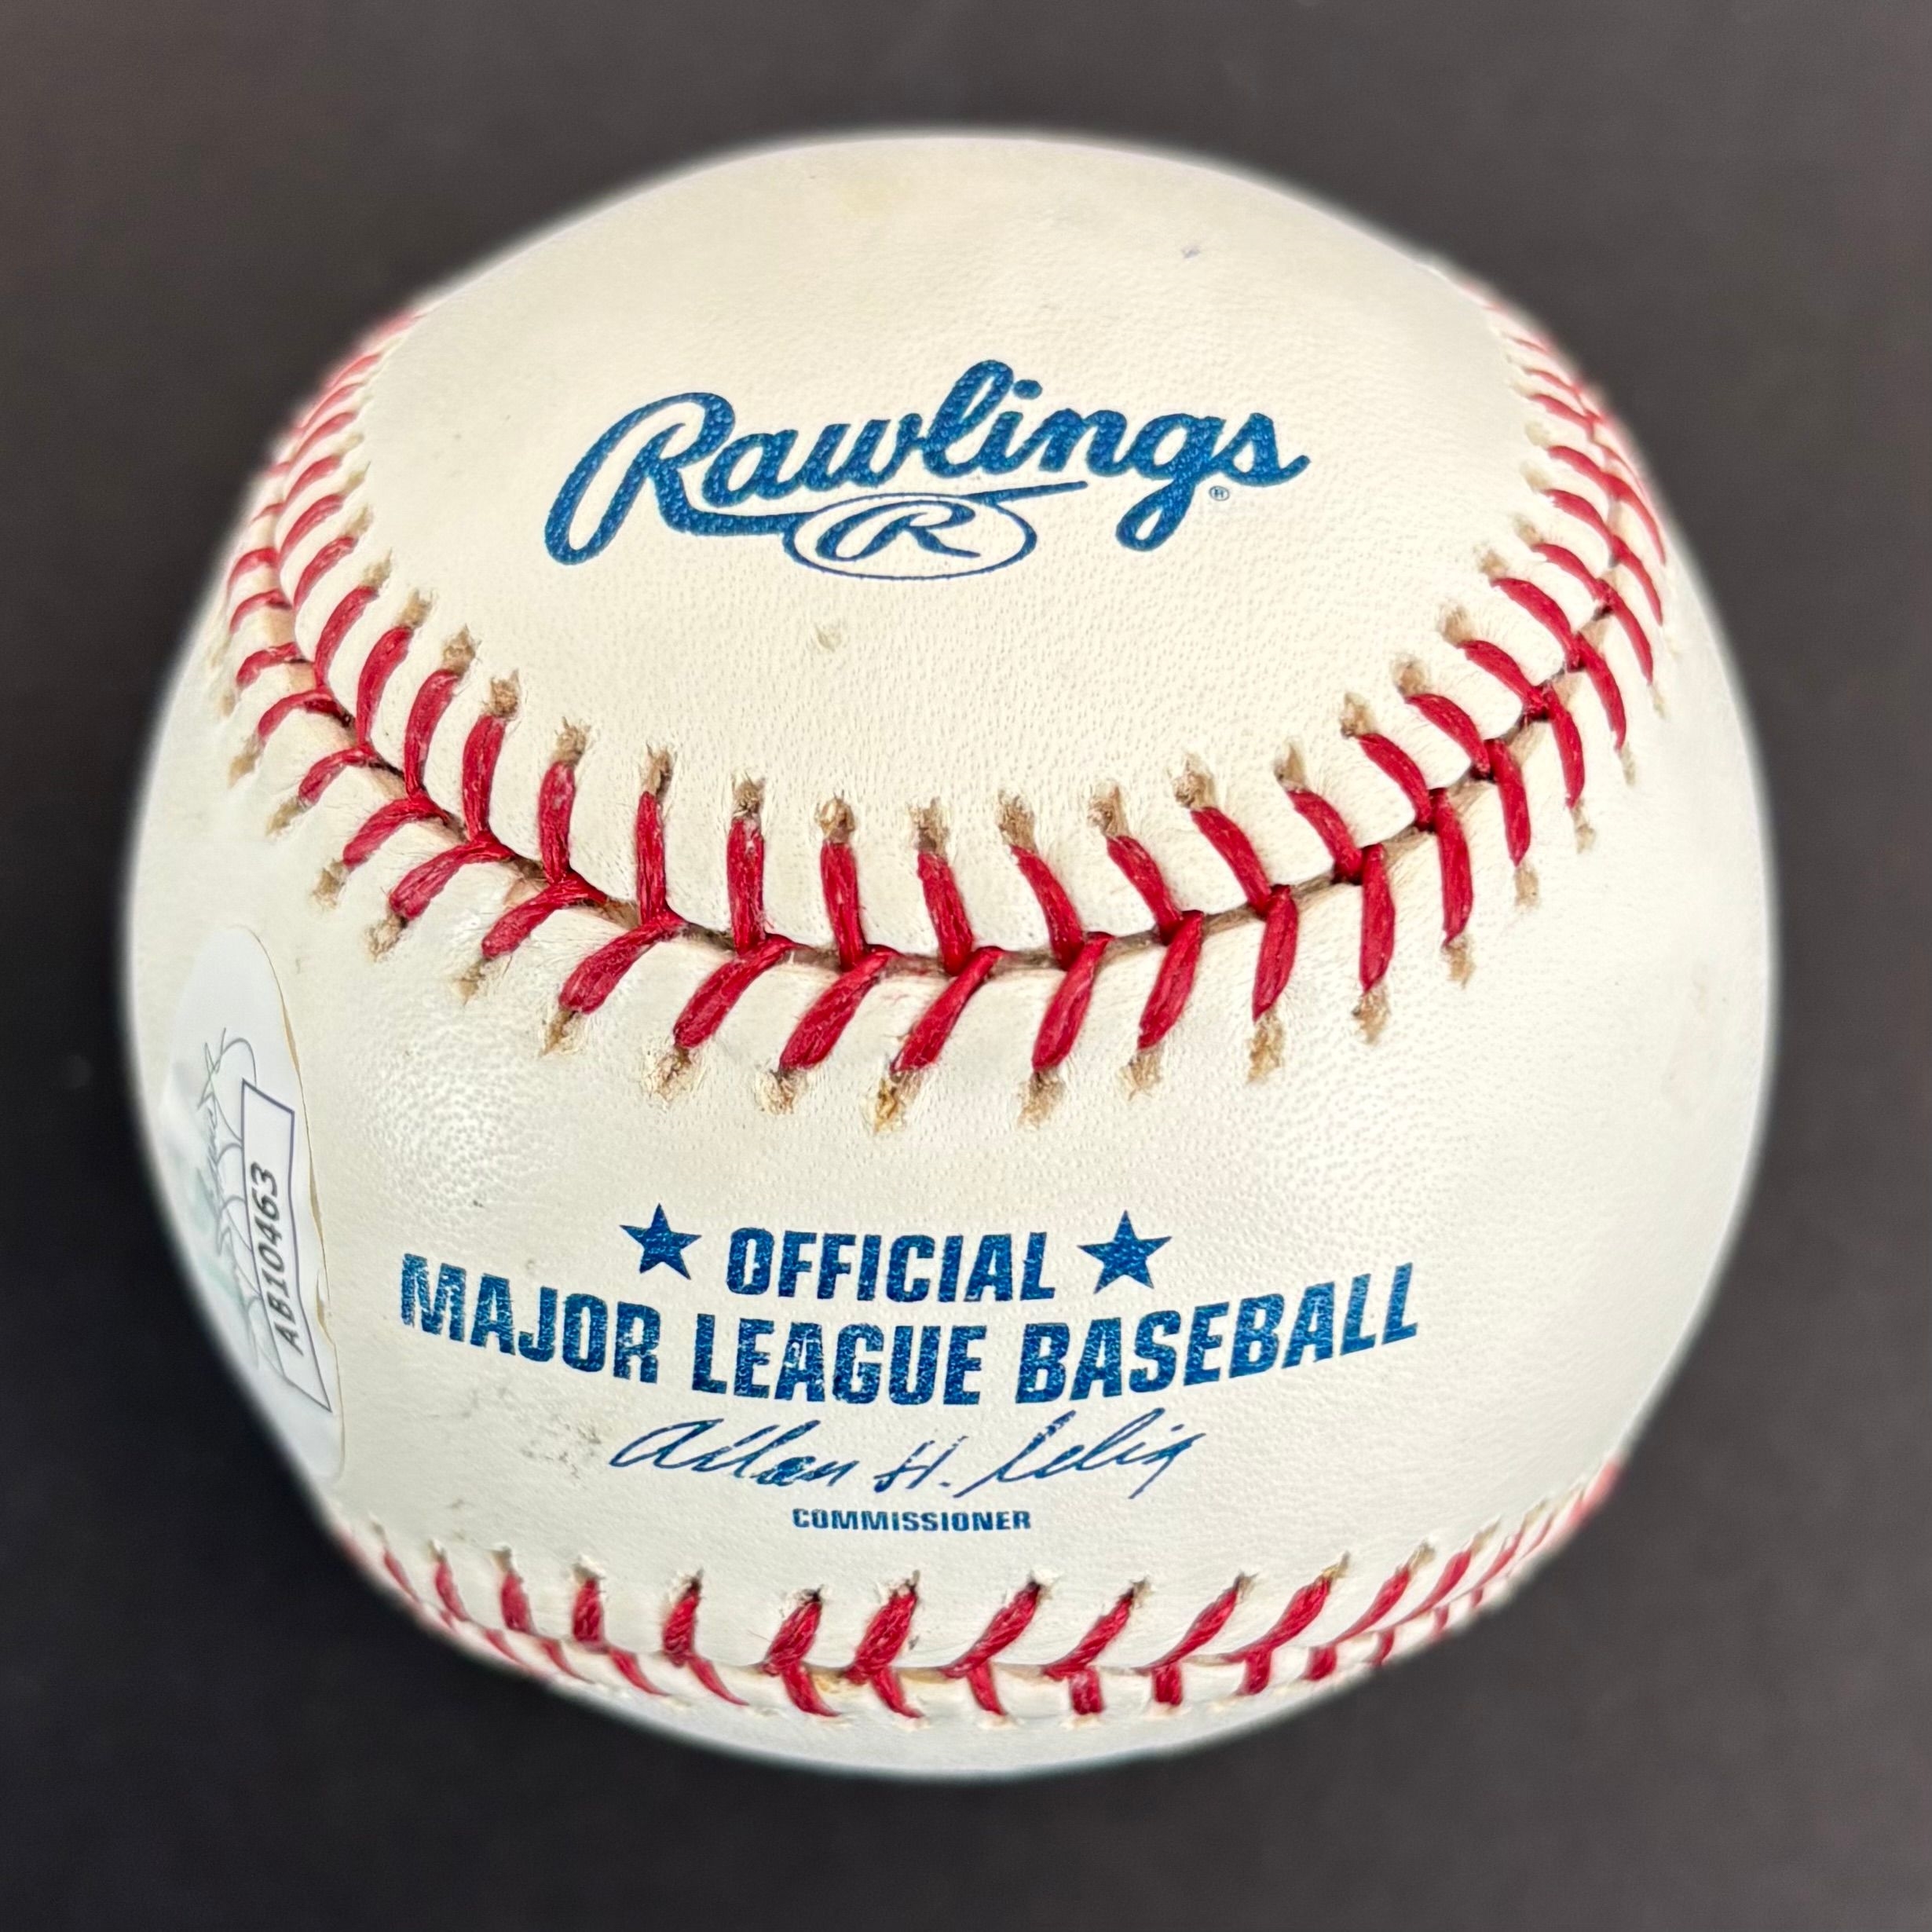 Rawlings
R
OFFICIAL
MAJOR LEAGUE BASEBALL
Allan H. Selig
COMMISSIONER
AB10463